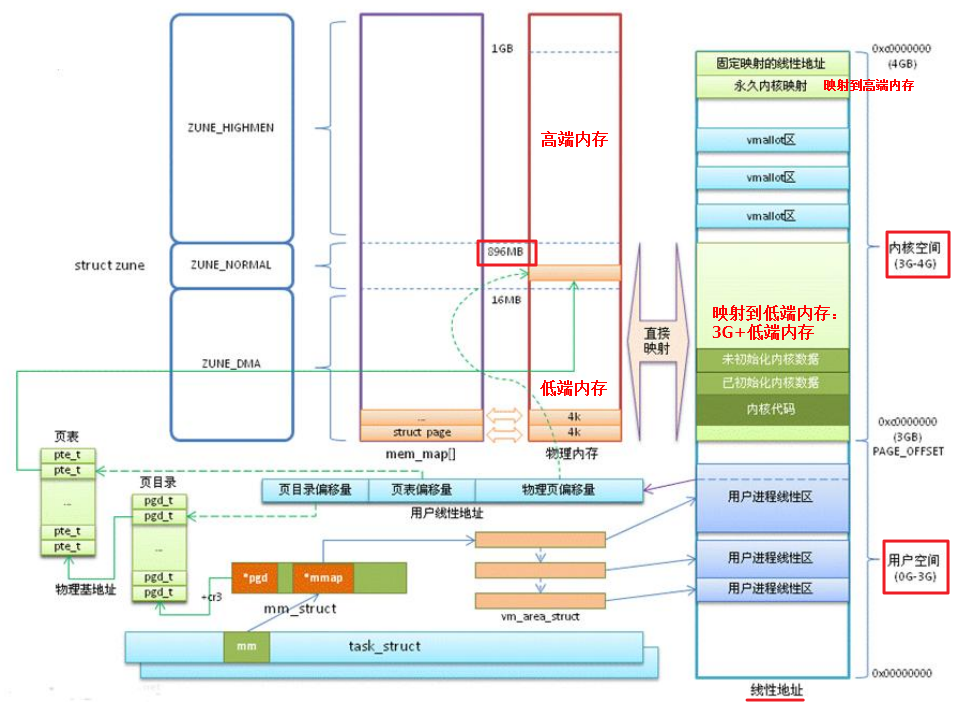 1GB
0xc0000000
(4GB)
固定映射的线性地址
永久内核映射
映射到高端内存
ZUNE_HIGHMEN
高端内存
vmallot区
vmallot区
vmallot区
struct zune
ZUNE_NORMAL
896MB
内核空间
(3G-4G)
16MB
映射到低端内存：
3G+低端内存
直接
映射
ZUNE_DMA
未初始化内核数据
已初始化内核数据
内核代码
低端内存
...
4k
struct page
4k
mem_map[]
物理内存
0xc0000000
(3GB)
PAGE_OFFSET
页表
pte_t
pte_t
...
pte_t
pte_t
物理基地址
页目录
pgd_t
pgd_t
...
pgd_t
pgd_t
页目录偏移量
页表偏移量
物理页偏移量
用户线性地址
用户进程线性区
用户进程线性区
用户进程线性区
用户空间
(0G-3G)
*pgd
*mmap
+cr3
mm_struct
vm_area_struct
mm
task_struct
0x00000000
线性地址